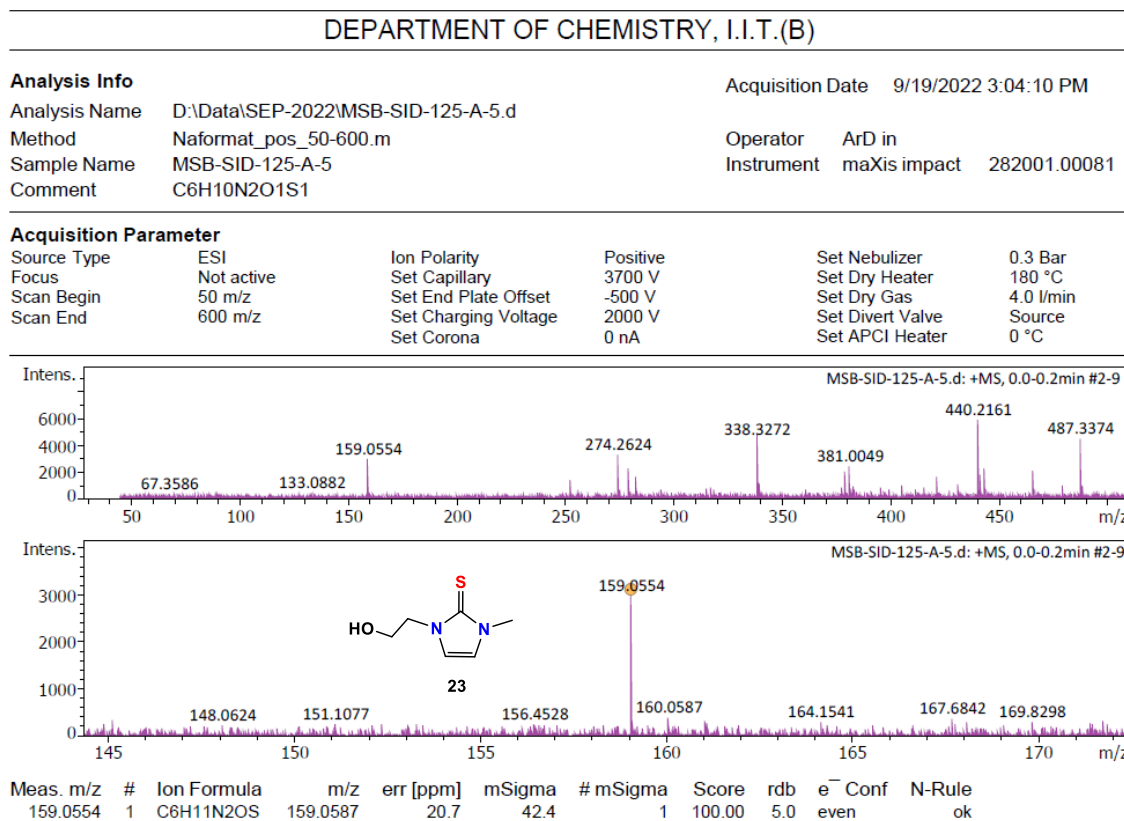 DEPARTMENT OF CHEMISTRY, I.I.T.(B)
Analysis Info
Acquisition Date 9/19/2022 3:04:10 PM
Analysis Name D:\Data\SEP-2022\MSB-SID-125-A-5.d
Method Naformat_pos_50-600.m Operator ArD in
Sample Name MSB-SID-125-A-5 Instrument maXis impact 282001.00081
Comment C6H10N2O1S1
Acquisition Parameter
Source Type ESI Ion Polarity Positive Set Nebulizer 0.3 Bar
Focus Not active Set Capillary 3700 V Set Dry Heater 180 °C
Scan Begin 50 m/z Set End Plate Offset -500 V Set Dry Gas 4.0 l/min
Scan End 600 m/z Set Charging Voltage 2000 V Set Divert Valve Source
Set Corona 0 nA Set APCI Heater 0 °C
Intens.
MSB-SID-125-A-5.d: +MS, 0.0-0.2min #2-9
6000
4000
2000
0
67.3586 133.0882 159.0554 274.2624 338.3272 381.0049 440.2161 487.3374
50 100 150 200 250 300 350 400 450 m/z
Intens.
MSB-SID-125-A-5.d: +MS, 0.0-0.2min #2-9
3000
2000
1000
0
S
HO N N
23
148.0624 151.1077 156.4528 159.0554 160.0587 164.1541 167.6842 169.8298
145 150 155 160 165 170 m/z
Meas. m/z # Ion Formula m/z err [ppm] mSigma # mSigma Score rdb e¯ Conf N-Rule
159.0554 1 C6H11N2OS 159.0587 20.7 42.4 1 100.00 5.0 even ok